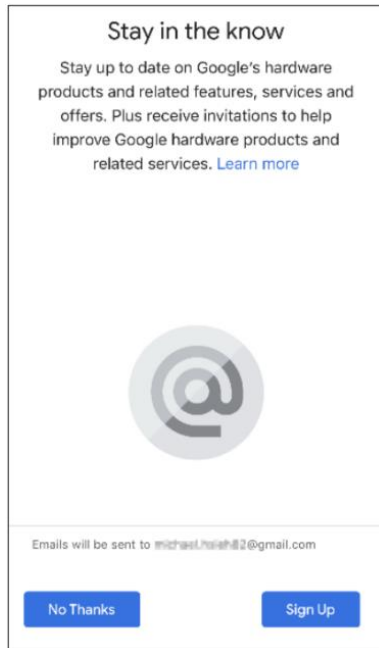 Stay in the know
Stay up to date on Google's hardware
products and related features, services and
offers. Plus receive invitations to help
improve Google hardware products and
related services. Learn more
@
Emails will be sent to @gmail.com
No Thanks
Sign Up